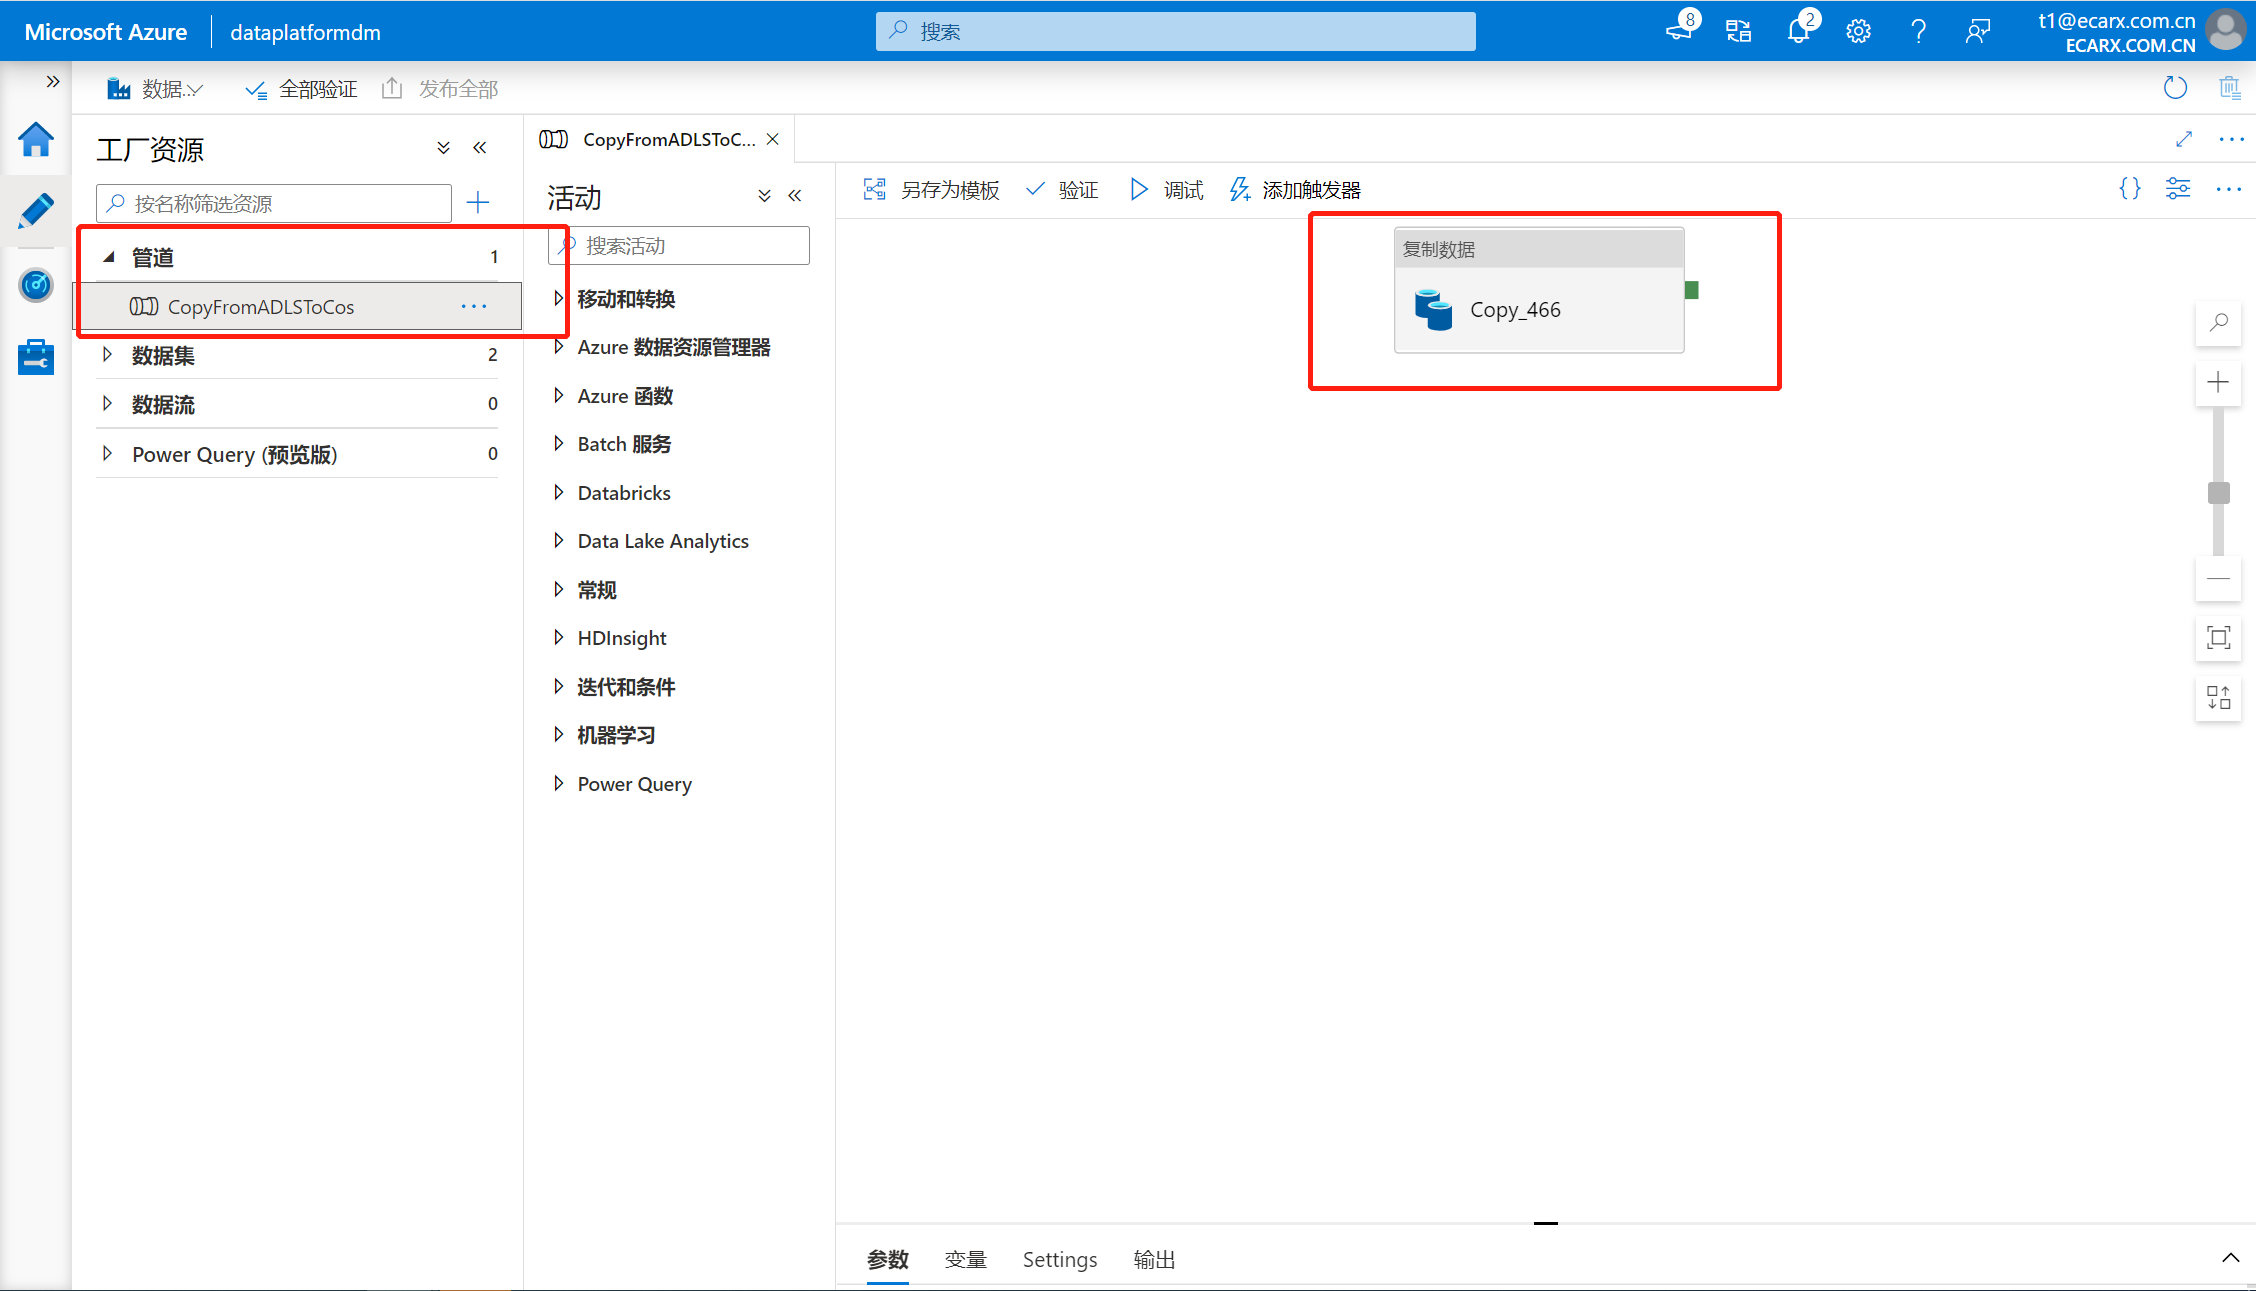 Microsoft Azure dataplatformdm
搜索
8
2
t1@ecarx.com.cn
ECARX.COM.CN
数据... 全部验证 发布全部
工厂资源
按名称筛选资源
管道 1
CopyFromADLSToCos ...
数据集 2
数据流 0
Power Query (预览版) 0
CopyFromADLSToC...
活动
搜索活动
移动和转换
Azure 数据资源管理器
Azure 函数
Batch 服务
Databricks
Data Lake Analytics
常规
HDInsight
迭代和条件
机器学习
Power Query
另存为模板 验证 调试 添加触发器
复制数据
Copy_466
参数 变量 Settings 输出